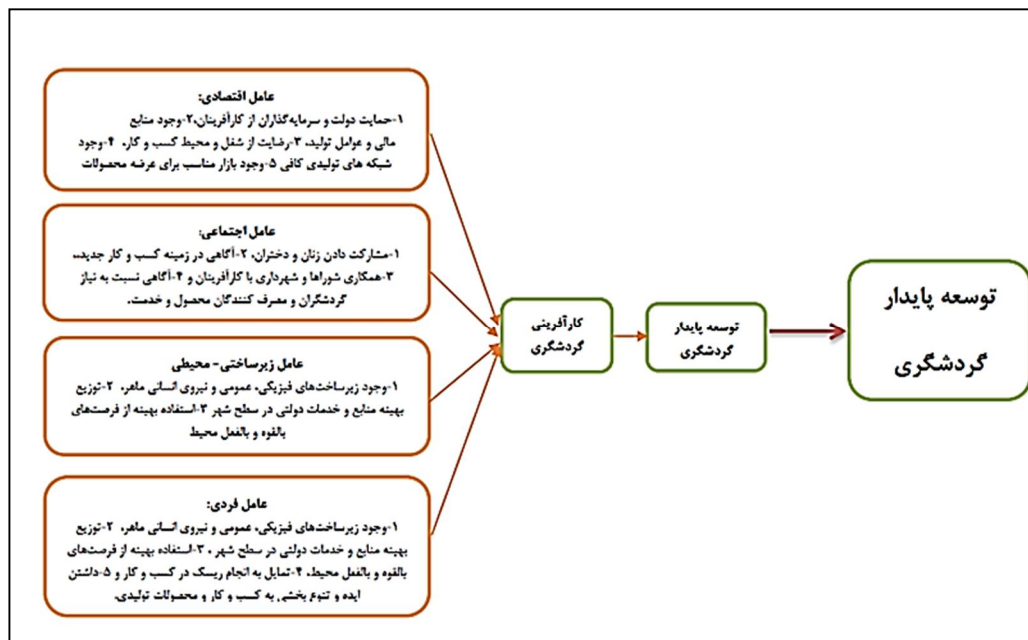 عامل اقتصادی:
۱-حمایت دولت و سرمایه‌گذاران از کارآفرینان،۲-وجود منابع
مالی و عوامل تولید، ۳-رضایت از شغل و محیط کسب و کار، ۴-وجود
شبکه های تولیدی کافی ۵-وجود بازار مناسب برای عرضه محصولات
عامل اجتماعی:
۱-مشارکت دادن زنان و دختران، ۲-آگاهی در زمینه کسب و کار جدید،
۳-همکاری شوراها و شهرداری با کارآفرینان و ۴-آگاهی نسبت به نیاز
گردشگران و مصرف کنندگان محصول و خدمت.
عامل زیرساختی-محیطی
۱-وجود زیرساخت‌های فیزیکی، عمومی و نیروی انسانی ماهر، ۲-توزیع
بهینه منابع و خدمات دولتی در سطح شهر ۳-استفاده بهینه از فرصت‌های
بالقوه و بالفعل محیط
عامل فردی:
۱-وجود زیرساخت‌های فیزیکی، عمومی و نیروی انسانی ماهر، ۲-توزیع
بهینه منابع و خدمات دولتی در سطح شهر ، ۳-استفاده بهینه از فرصت‌های
بالقوه و بالفعل محیط، ۴-تمایل به انجام ریسک در کسب و کار و ۵-داشتن
ایده و تنوع بخشی به کسب و کار و محصولات تولیدی.
کارآفرینی
گردشگری
توسعه پایدار
گردشگری
توسعه پایدار
گردشگری